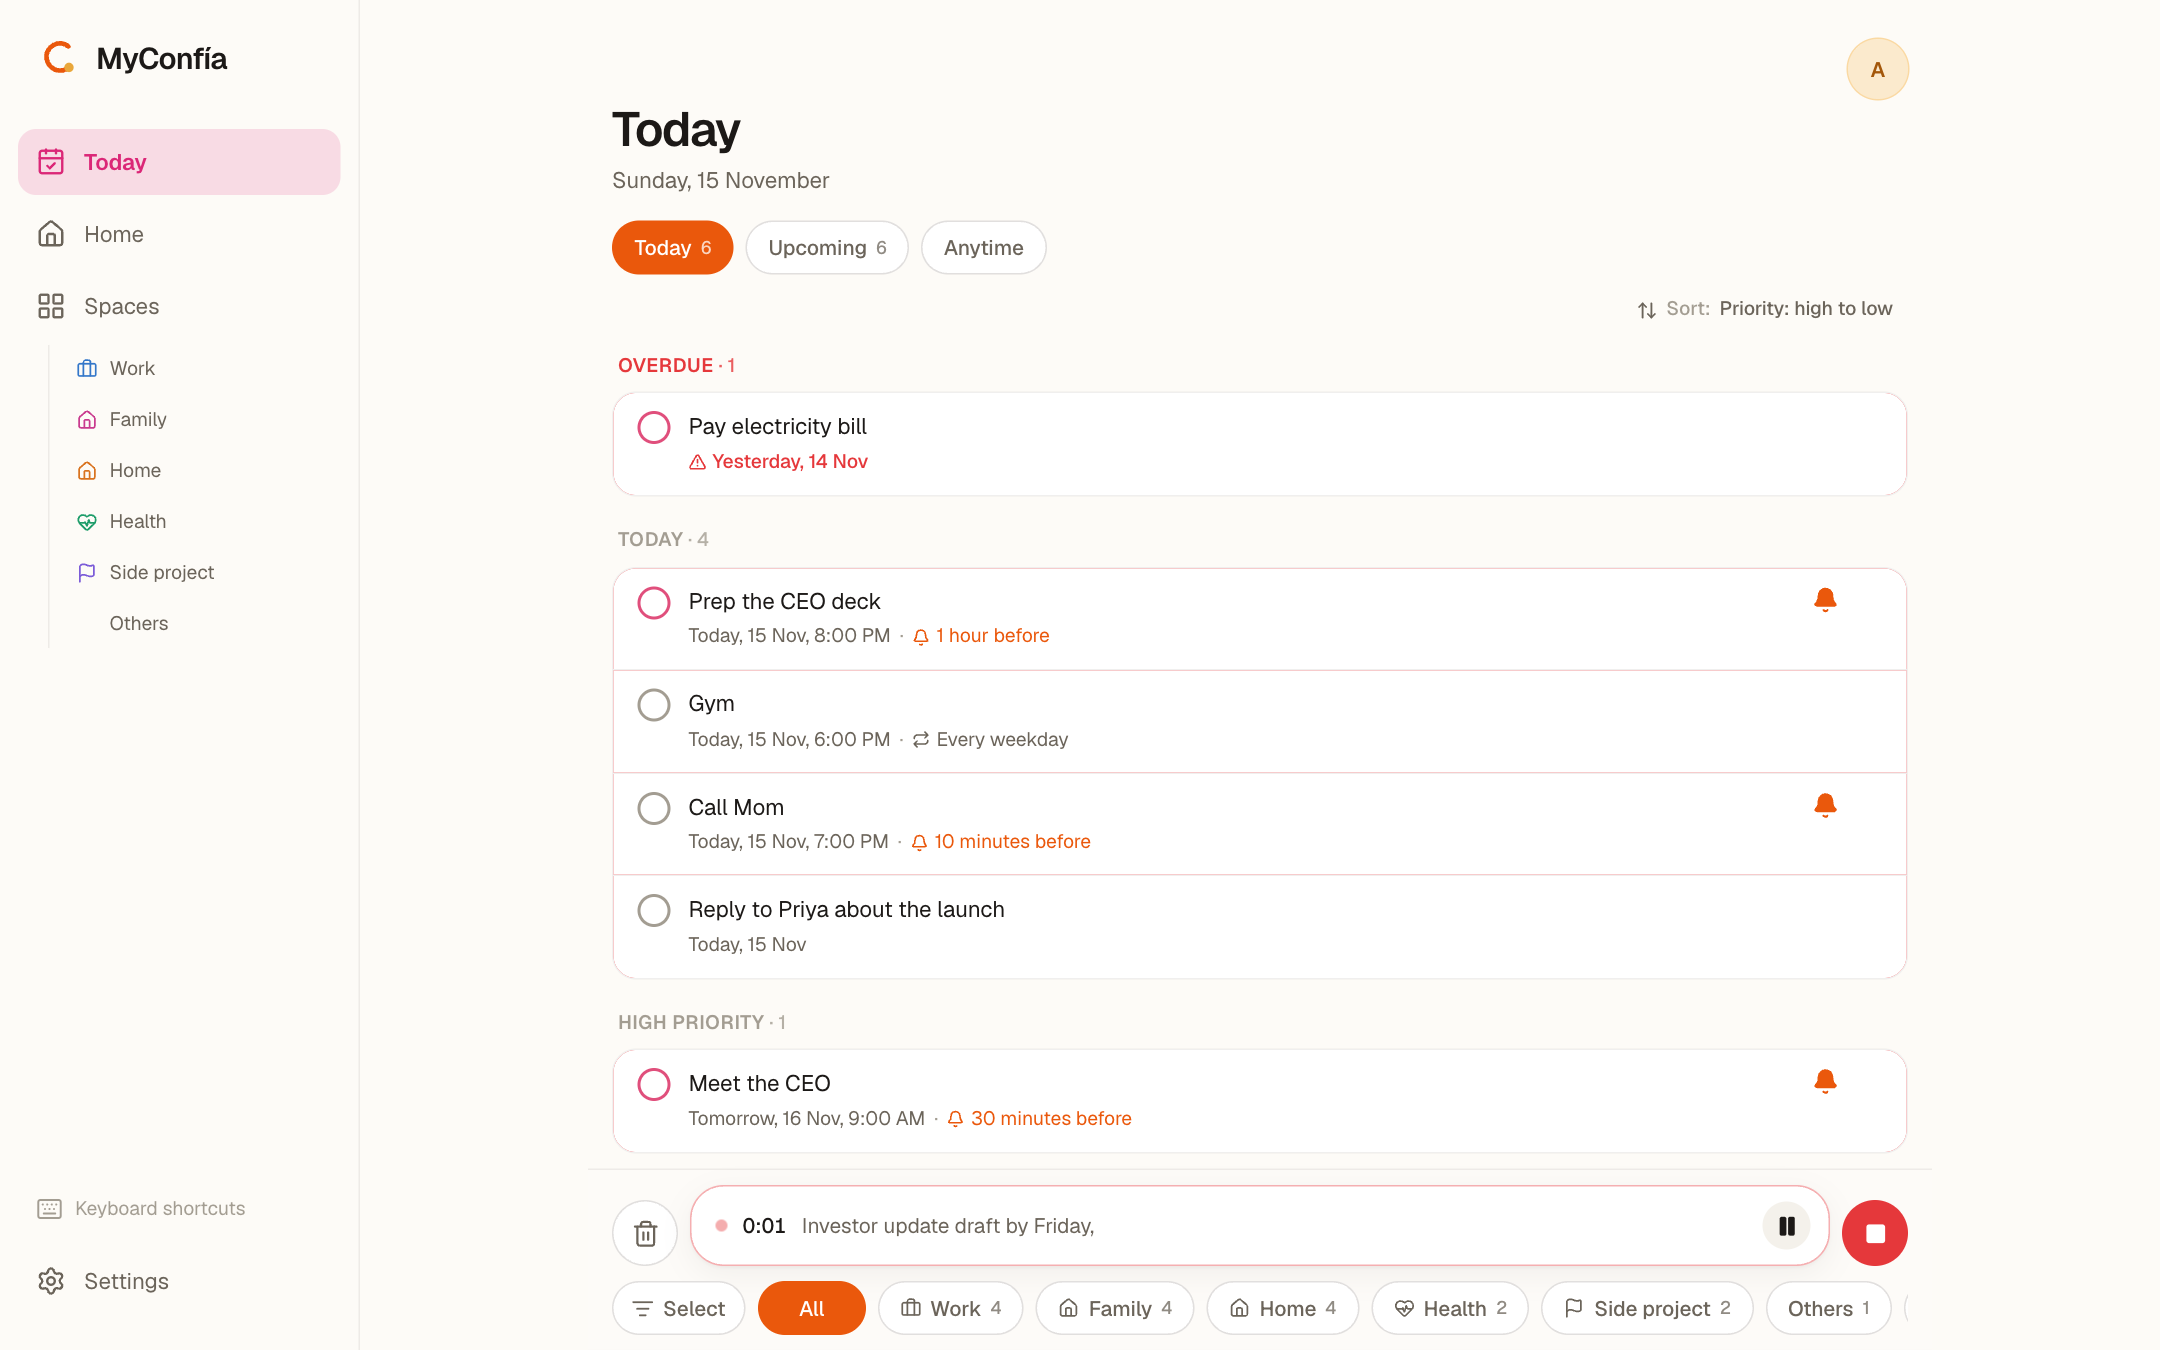 MyConfía
Today
Home
Spaces
Work
Family
Home
Health
Side project
Others
Keyboard shortcuts
Settings
A
Today
Sunday, 15 November
Today 6
Upcoming 6
Anytime
Sort: Priority: high to low
OVERDUE · 1
Pay electricity bill
Yesterday, 14 Nov
TODAY · 4
Prep the CEO deck
Today, 15 Nov, 8:00 PM · 1 hour before
Gym
Today, 15 Nov, 6:00 PM · Every weekday
Call Mom
Today, 15 Nov, 7:00 PM · 10 minutes before
Reply to Priya about the launch
Today, 15 Nov
HIGH PRIORITY · 1
Meet the CEO
Tomorrow, 16 Nov, 9:00 AM · 30 minutes before
0:01 Investor update draft by Friday,
Select
All
Work 4
Family 4
Home 4
Health 2
Side project 2
Others 1